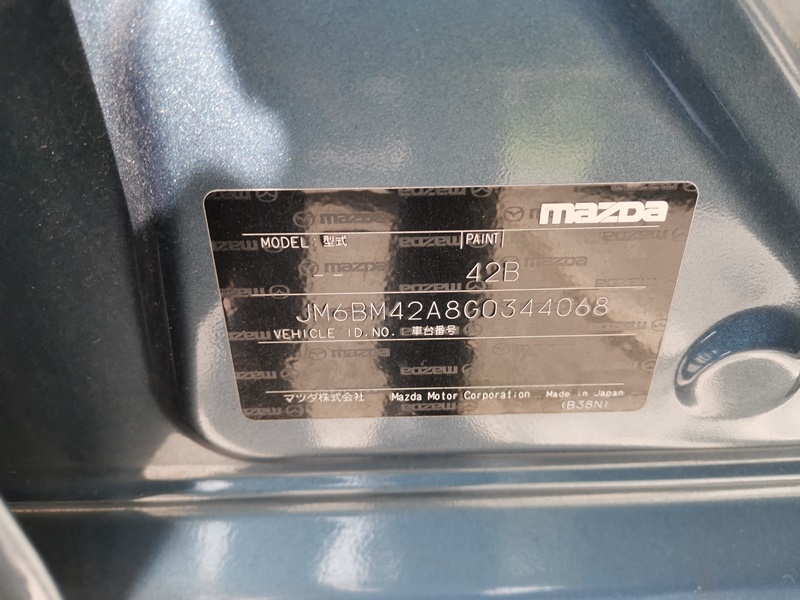 mazda
MODEL 型式 PAINT
-- 42B
JM6BM42A8G0344068
VEHICLE ID.NO. 車台番号
マツダ株式会社 Mazda Motor Corporation Made in Japan
(B38N)